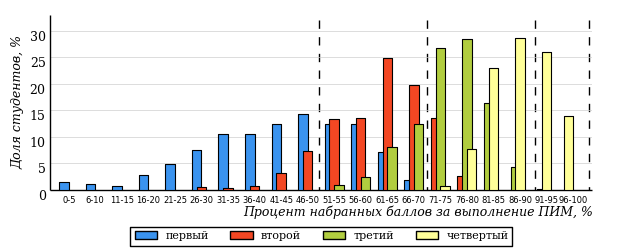 Доля студентов, %
30
25
20
15
10
5
0
0-5 6-10 11-15 16-20 21-25 26-30 31-35 36-40 41-45 46-50 51-55 56-60 61-65 66-70 71-75 76-80 81-85 86-90 91-95 96-100
Процент набранных баллов за выполнение ПИМ, %
первый второй третий четвертый